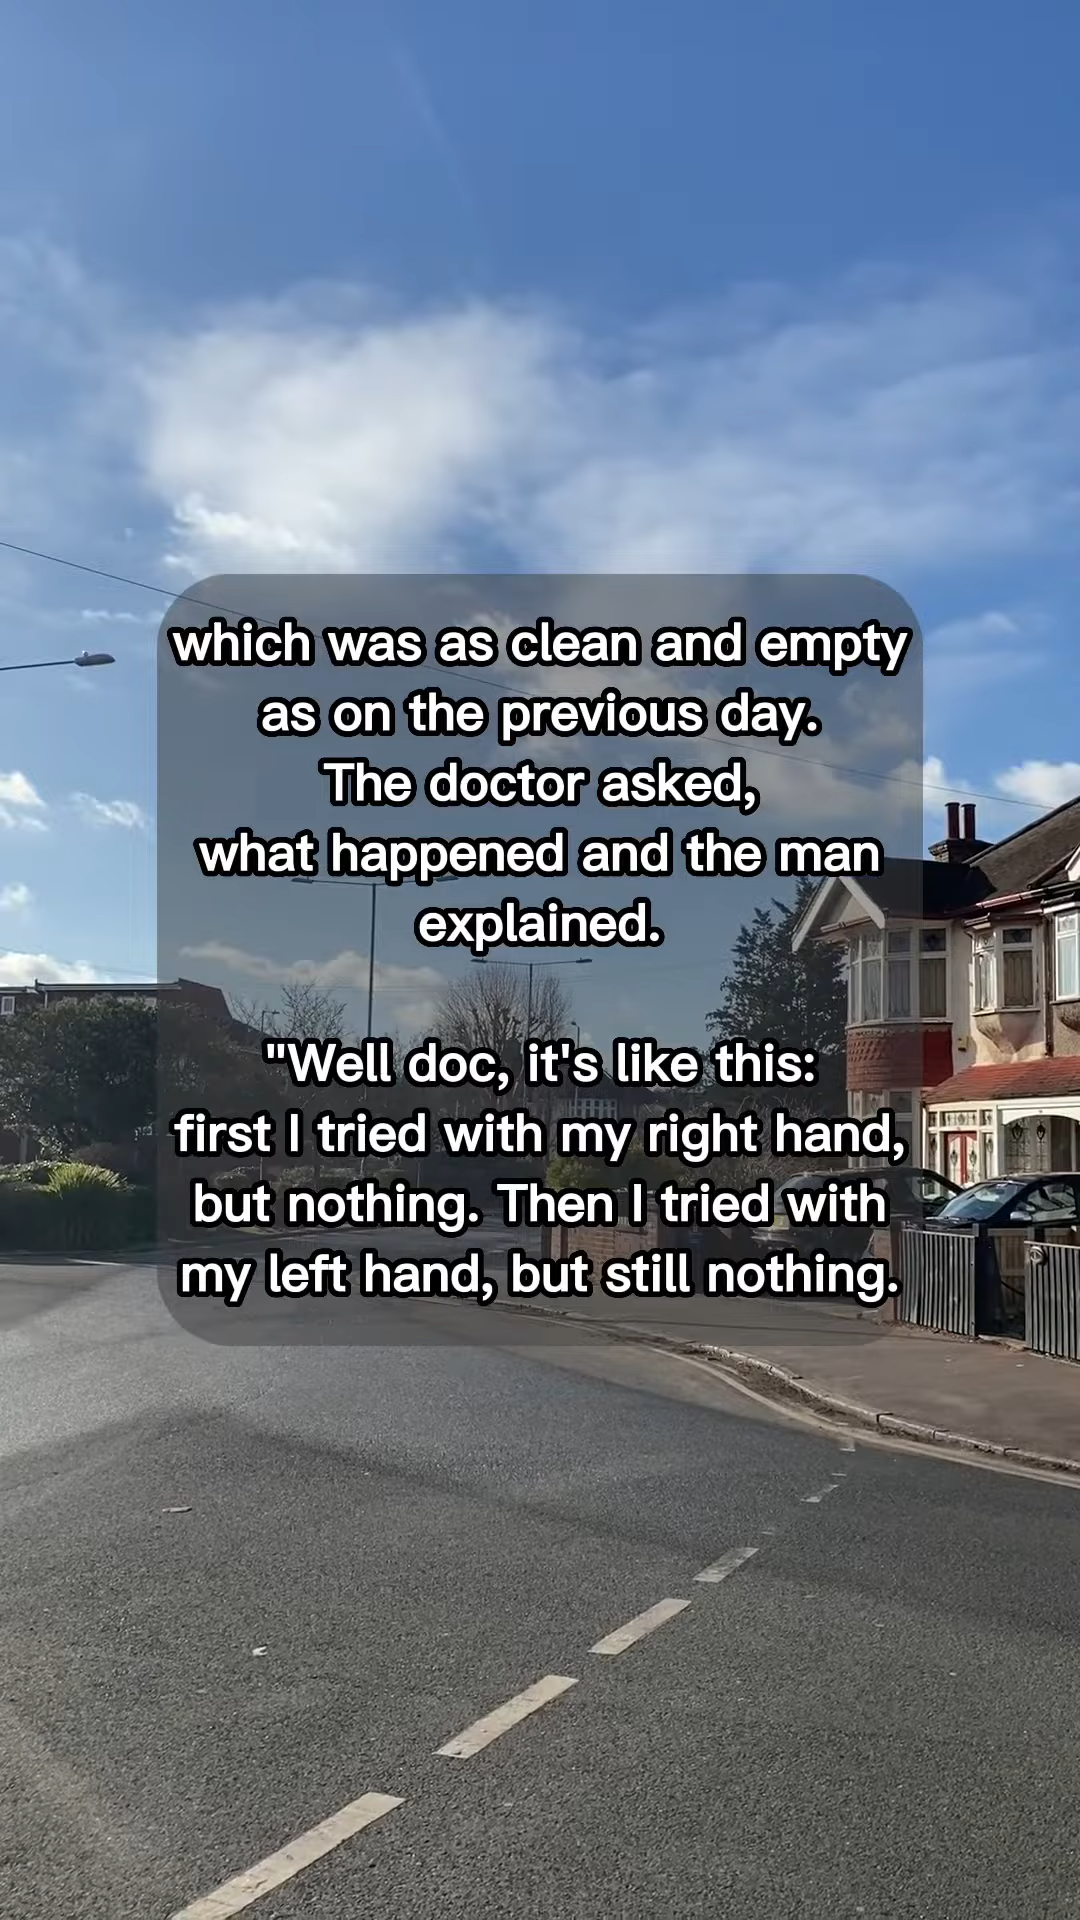 which was as clean and empty
as on the previous day.
The doctor asked,
what happened and the man
explained.
"Well doc, it's like this:
first I tried with my right hand,
but nothing. Then I tried with
my left hand, but still nothing.